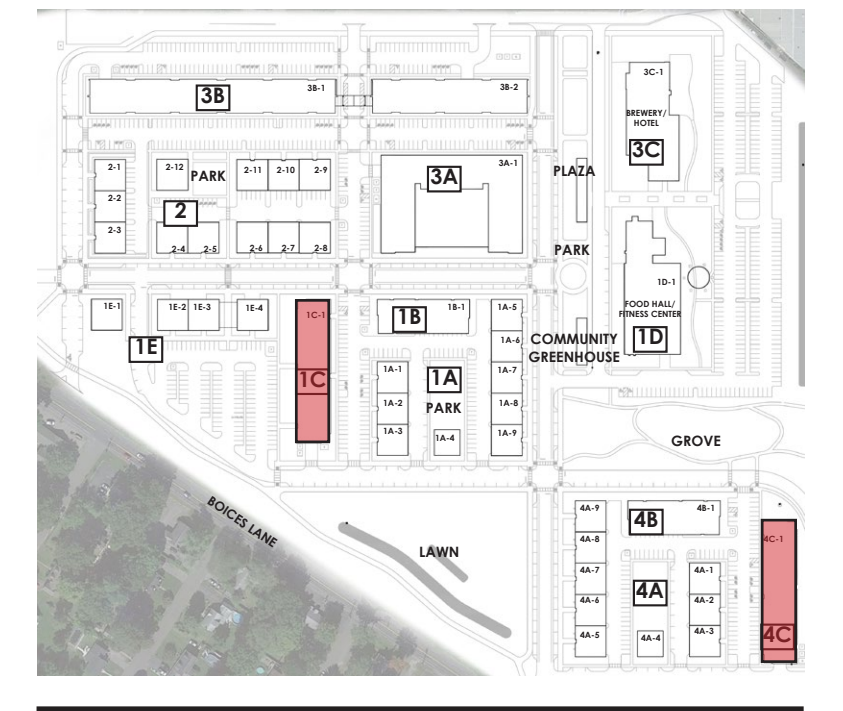 3B
3B-1
3B-2
3C-1
BREWERY/
HOTEL
3C
2-1
2-2
2-3
2-12
PARK
2
2-4
2-5
2-11
2-10
2-9
2-6
2-7
2-8
3A
3A-1
PLAZA
PARK
1D-1
FOOD HALL/
FITNESS CENTER
1D
1E-1
1E-2
1E-3
1E-4
1E
1C-1
1C
1B
1B-1
1A-1
1A-2
1A-3
1A
PARK
1A-4
1A-5
1A-6
1A-7
1A-8
1A-9
COMMUNITY
GREENHOUSE
GROVE
BOICES LANE
LAWN
4A-9
4A-8
4A-7
4A-6
4A-5
4B
4B-1
4A
4A-4
4A-1
4A-2
4A-3
4C-1
4C